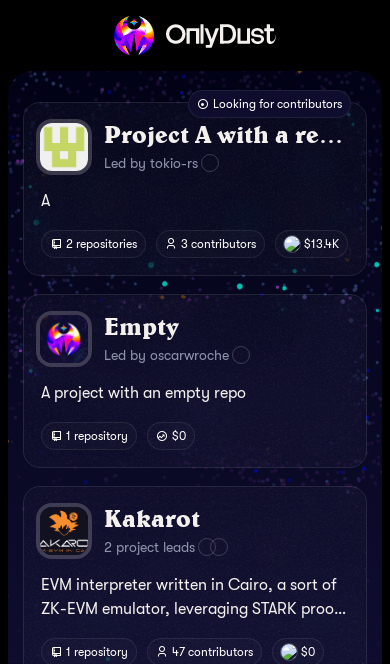 OnlyDust
Looking for contributors
Project A with a re...
Led by tokio-rs
A
2 repositories 3 contributors $13.4K
Empty
Led by oscarwroche
A project with an empty repo
1 repository $0
AKARO
Kakarot
2 project leads
EVM interpreter written in Cairo, a sort of
ZK-EVM emulator, leveraging STARK proo...
1 repository 47 contributors $0